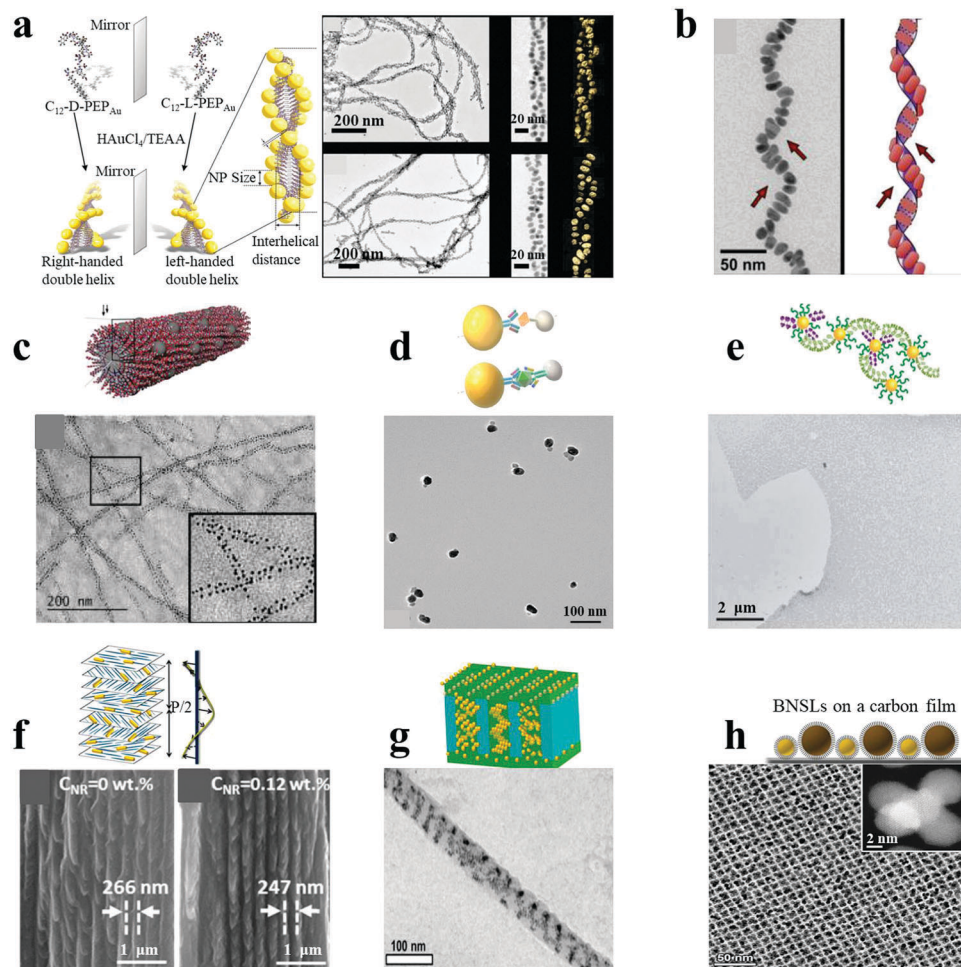 a
Mirror
C12-D-PEPAu
C12-L-PEPAu
HAuCl4/TEAA
Mirror
NP Size
Interhelical
distance
Right-handed
double helix
left-handed
double helix
200 nm
20 nm
200 nm
20 nm
b
50 nm
c
200 nm
d
100 nm
e
2 μm
f
P/2
CNR=0 wt.%
266 nm
1 μm
CNR=0.12 wt.%
247 nm
1 μm
g
100 nm
h
BNSLs on a carbon film
2 nm
50 nm